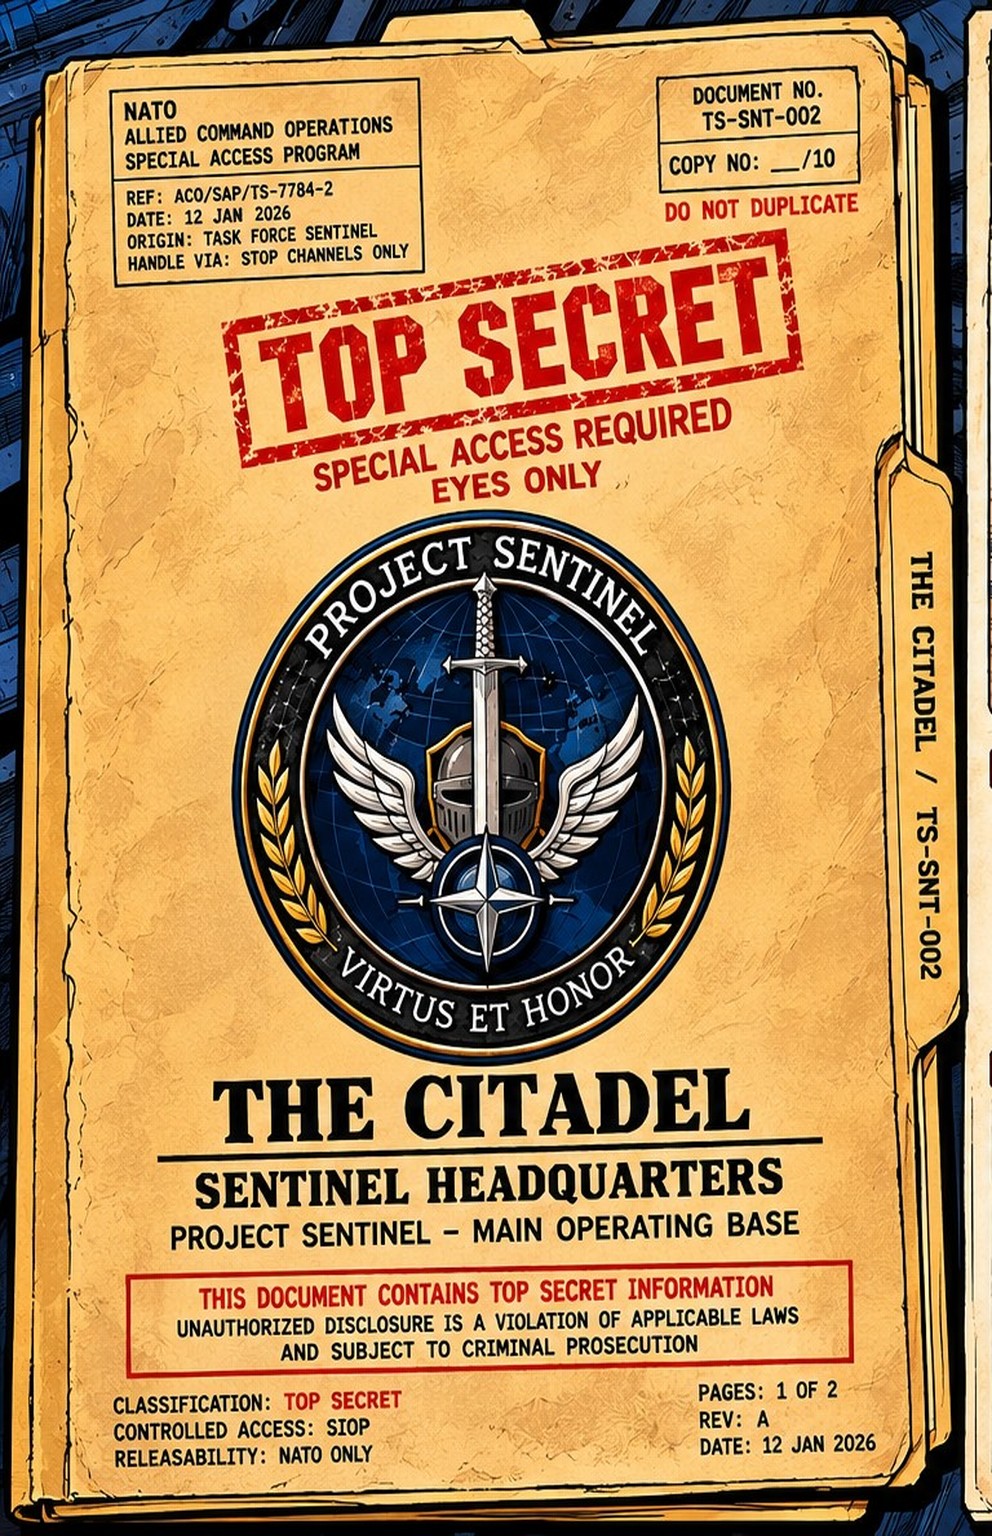 NATO
ALLIED COMMAND OPERATIONS
SPECIAL ACCESS PROGRAM
REF: ACO/SAP/TS-7784-2
DATE: 12 JAN 2026
ORIGIN: TASK FORCE SENTINEL
HANDLE VIA: STOP CHANNELS ONLY
DOCUMENT NO.
TS-SNT-002
COPY NO: __/10
DO NOT DUPLICATE
TOP SECRET
SPECIAL ACCESS REQUIRED
EYES ONLY
PROJECT SENTINEL
VIRTUS ET HONOR
THE CITADEL / TS-SNT-002
THE CITADEL
SENTINEL HEADQUARTERS
PROJECT SENTINEL – MAIN OPERATING BASE
THIS DOCUMENT CONTAINS TOP SECRET INFORMATION
UNAUTHORIZED DISCLOSURE IS A VIOLATION OF APPLICABLE LAWS
AND SUBJECT TO CRIMINAL PROSECUTION
CLASSIFICATION: TOP SECRET
CONTROLLED ACCESS: SIOP
RELEASABILITY: NATO ONLY
PAGES: 1 OF 2
REV: A
DATE: 12 JAN 2026